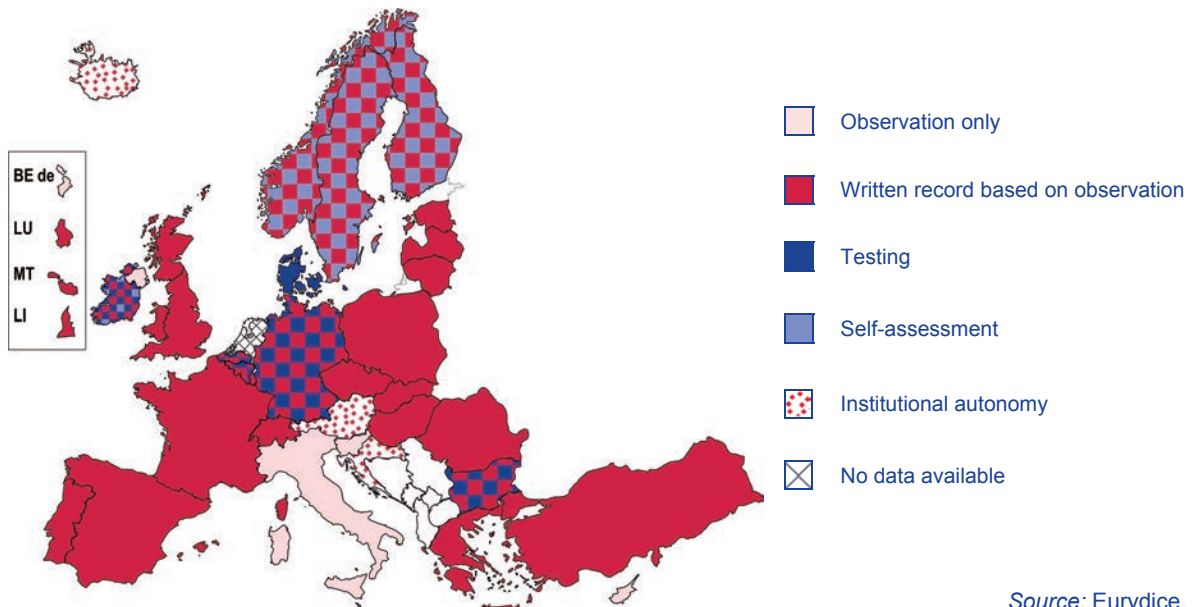 BE de
LU
MT
LI
Observation only
Written record based on observation
Testing
Self-assessment
Institutional autonomy
No data available
Source: Eurydice.